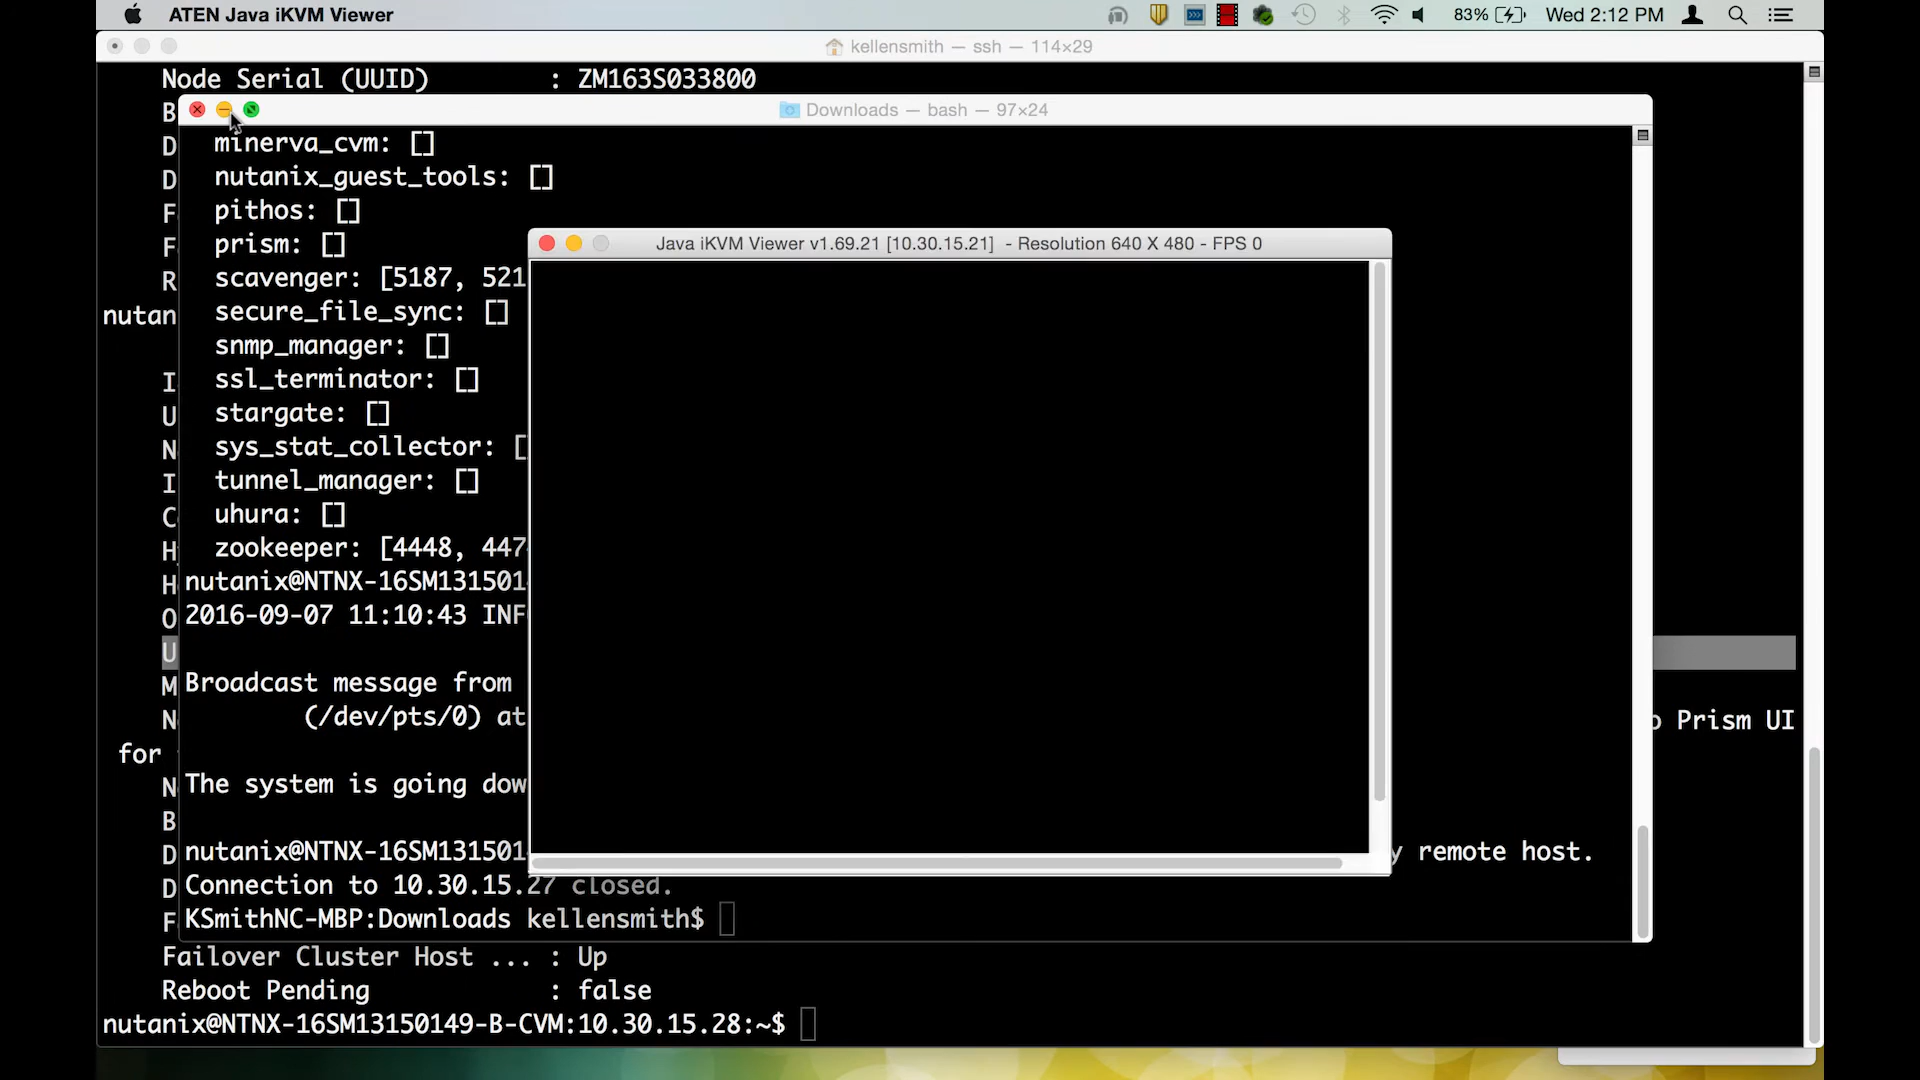 ATEN Java iKVM Viewer
83% Wed 2:12 PM
kellensmith — ssh — 114×29
Node Serial (UUID) : ZM163S033800
B
Downloads — bash — 97×24
D minerva_cvm: []
D nutanix_guest_tools: []
F pithos: []
F prism: []
Java iKVM Viewer v1.69.21 [10.30.15.21] - Resolution 640 X 480 - FPS 0
R scavenger: [5187, 521
nutan secure_file_sync: []
snmp_manager: []
I ssl_terminator: []
U stargate: []
N sys_stat_collector: [
I tunnel_manager: []
C uhura: []
H zookeeper: [4448, 447
H nutanix@NTNX-16SM131501
O 2016-09-07 11:10:43 INF
U
M Broadcast message from
N (/dev/pts/0) at
Prism UI
for
N The system is going dow
B
D nutanix@NTNX-16SM131501 remote host.
D Connection to 10.30.15.27 closed.
F KSmithNC-MBP:Downloads kellensmith$
Failover Cluster Host ... : Up
Reboot Pending : false
nutanix@NTNX-16SM13150149-B-CVM:10.30.15.28:~$